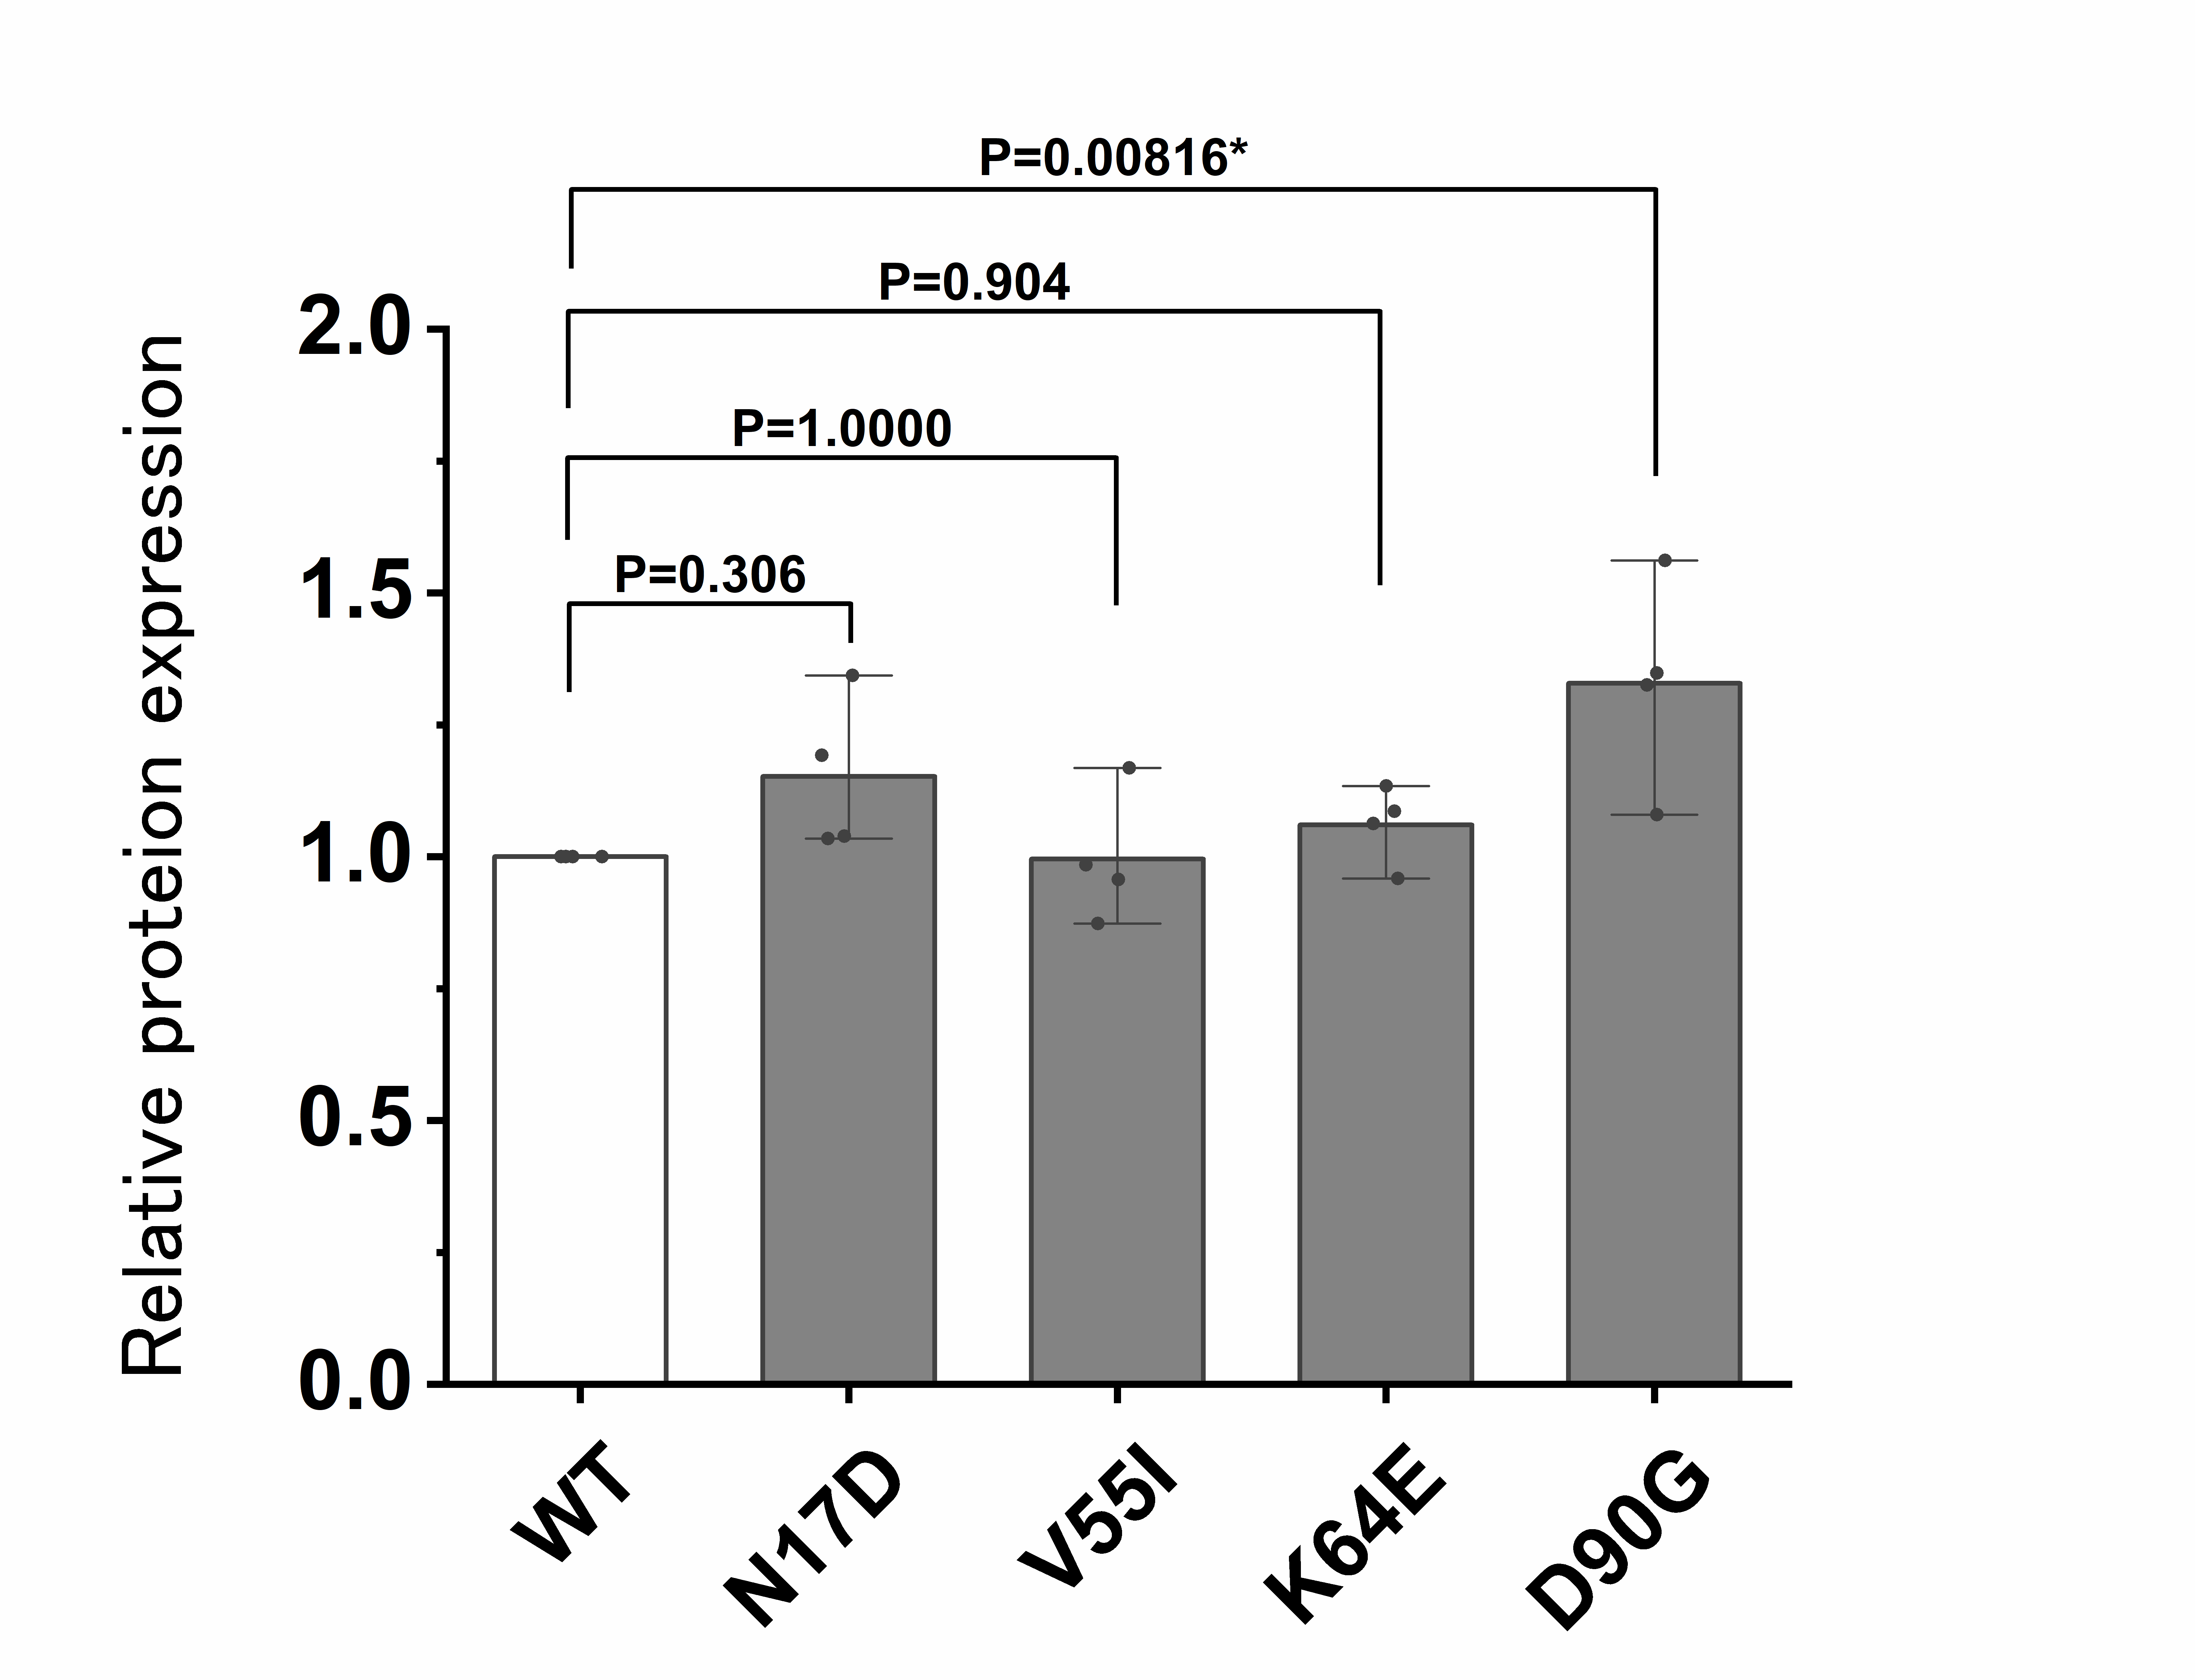 P=0.00816*
P=0.904
P=1.0000
P=0.306
Relative proteion expression
2.0
1.5
1.0
0.5
0.0
WT
N17D
V55I
K64E
D90G